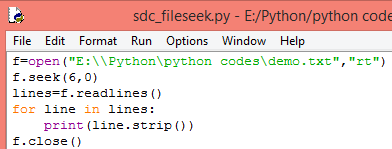 sdc_fileseek.py - E:/Python/python code
File Edit Format Run Options Window Help
f=open("E:\\Python\python codes\demo.txt","rt")
f.seek(6,0)
lines=f.readlines()
for line in lines:
    print(line.strip())
f.close()